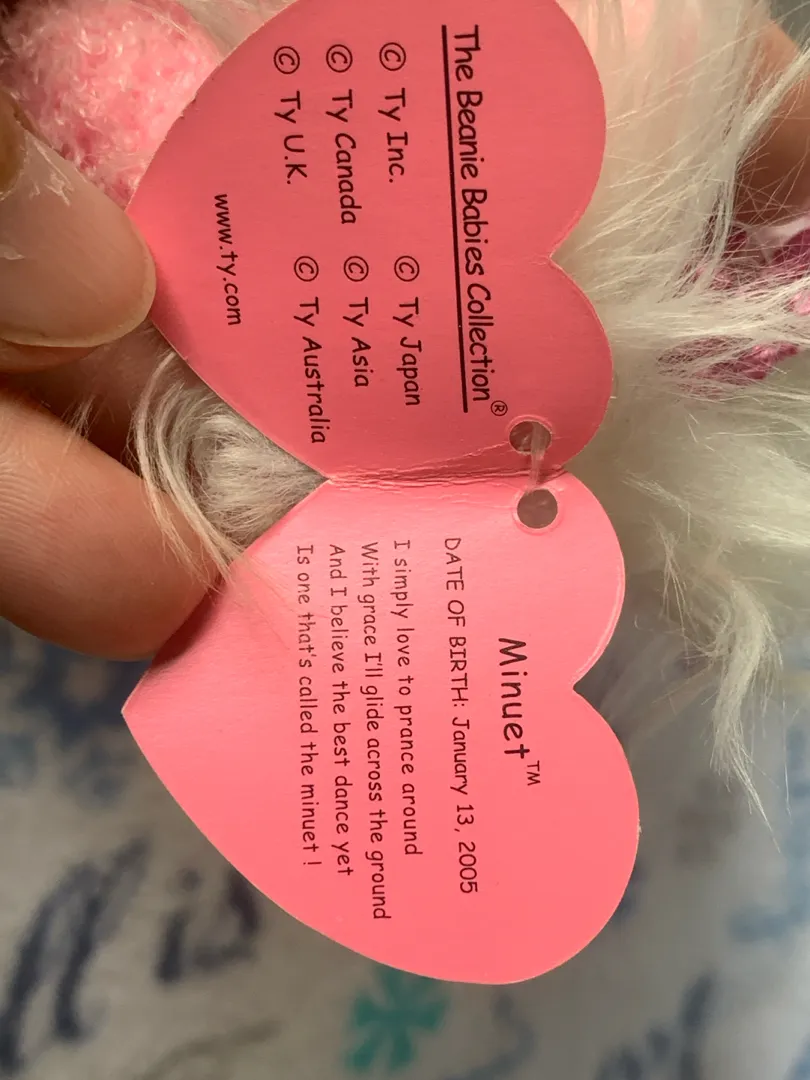 The Beanie Babies Collection®
© Ty Inc. © Ty Japan
© Ty Canada © Ty Asia
© Ty U.K. © Ty Australia
www.ty.com
Minuet™
DATE OF BIRTH: January 13, 2005
I simply love to prance around
With grace I'll glide across the ground
And I believe the best dance yet
Is one that's called the minuet !